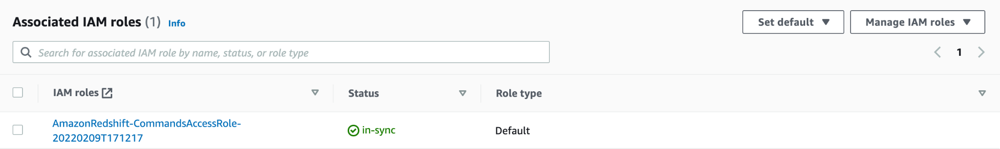 Associated IAM roles (1) Info
Set default
Manage IAM roles
Search for associated IAM role by name, status, or role type
1
IAM roles
Status
Role type
AmazonRedshift-CommandsAccessRole-
20220209T171217
in-sync
Default